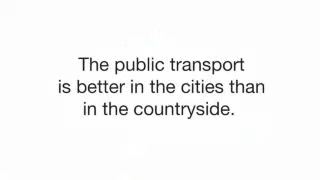 The public transport
is better in the cities than
in the countryside.